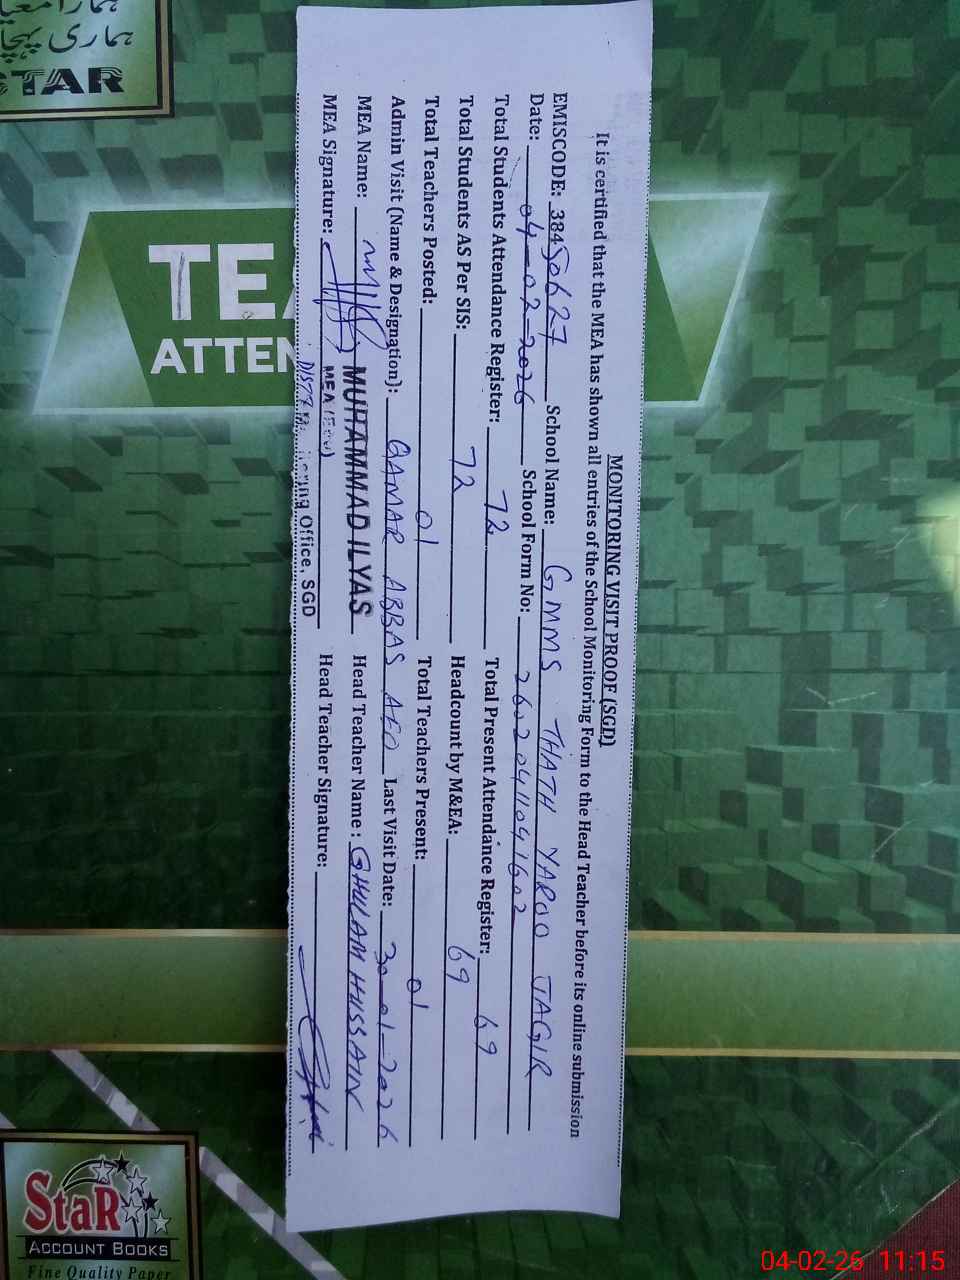 ہمارا معیار
ہماری پہچان
STAR
TEA
ATTEN
MONITORING VISIT PROOF (SGD)
It is certified that the MEA has shown all entries of the School Monitoring Form to the Head Teacher before its online submission
EMISCODE: 38450627 School Name: GMMS THATH YAROO JAGIR
Date: 04-02-2026 School Form No: 26020411041602
Total Students Attendance Register: 72 Total Present Attendance Register: 69
Total Students AS Per SIS: 72 Headcount by M&EA: 69
Total Teachers Posted: 01 Total Teachers Present: 01
Admin Visit (Name & Designation): QAMAR ABBAS AEO Last Visit Date: 30-01-2026
MEA Name: MUHAMMAD ILYAS Head Teacher Name : GHULAM HUSSAIN
MEA Signature: MEA Head Teacher Signature:
Office, SGD
StaR
ACCOUNT BOOKS
Fine Quality Paper
04-02-26 11:15